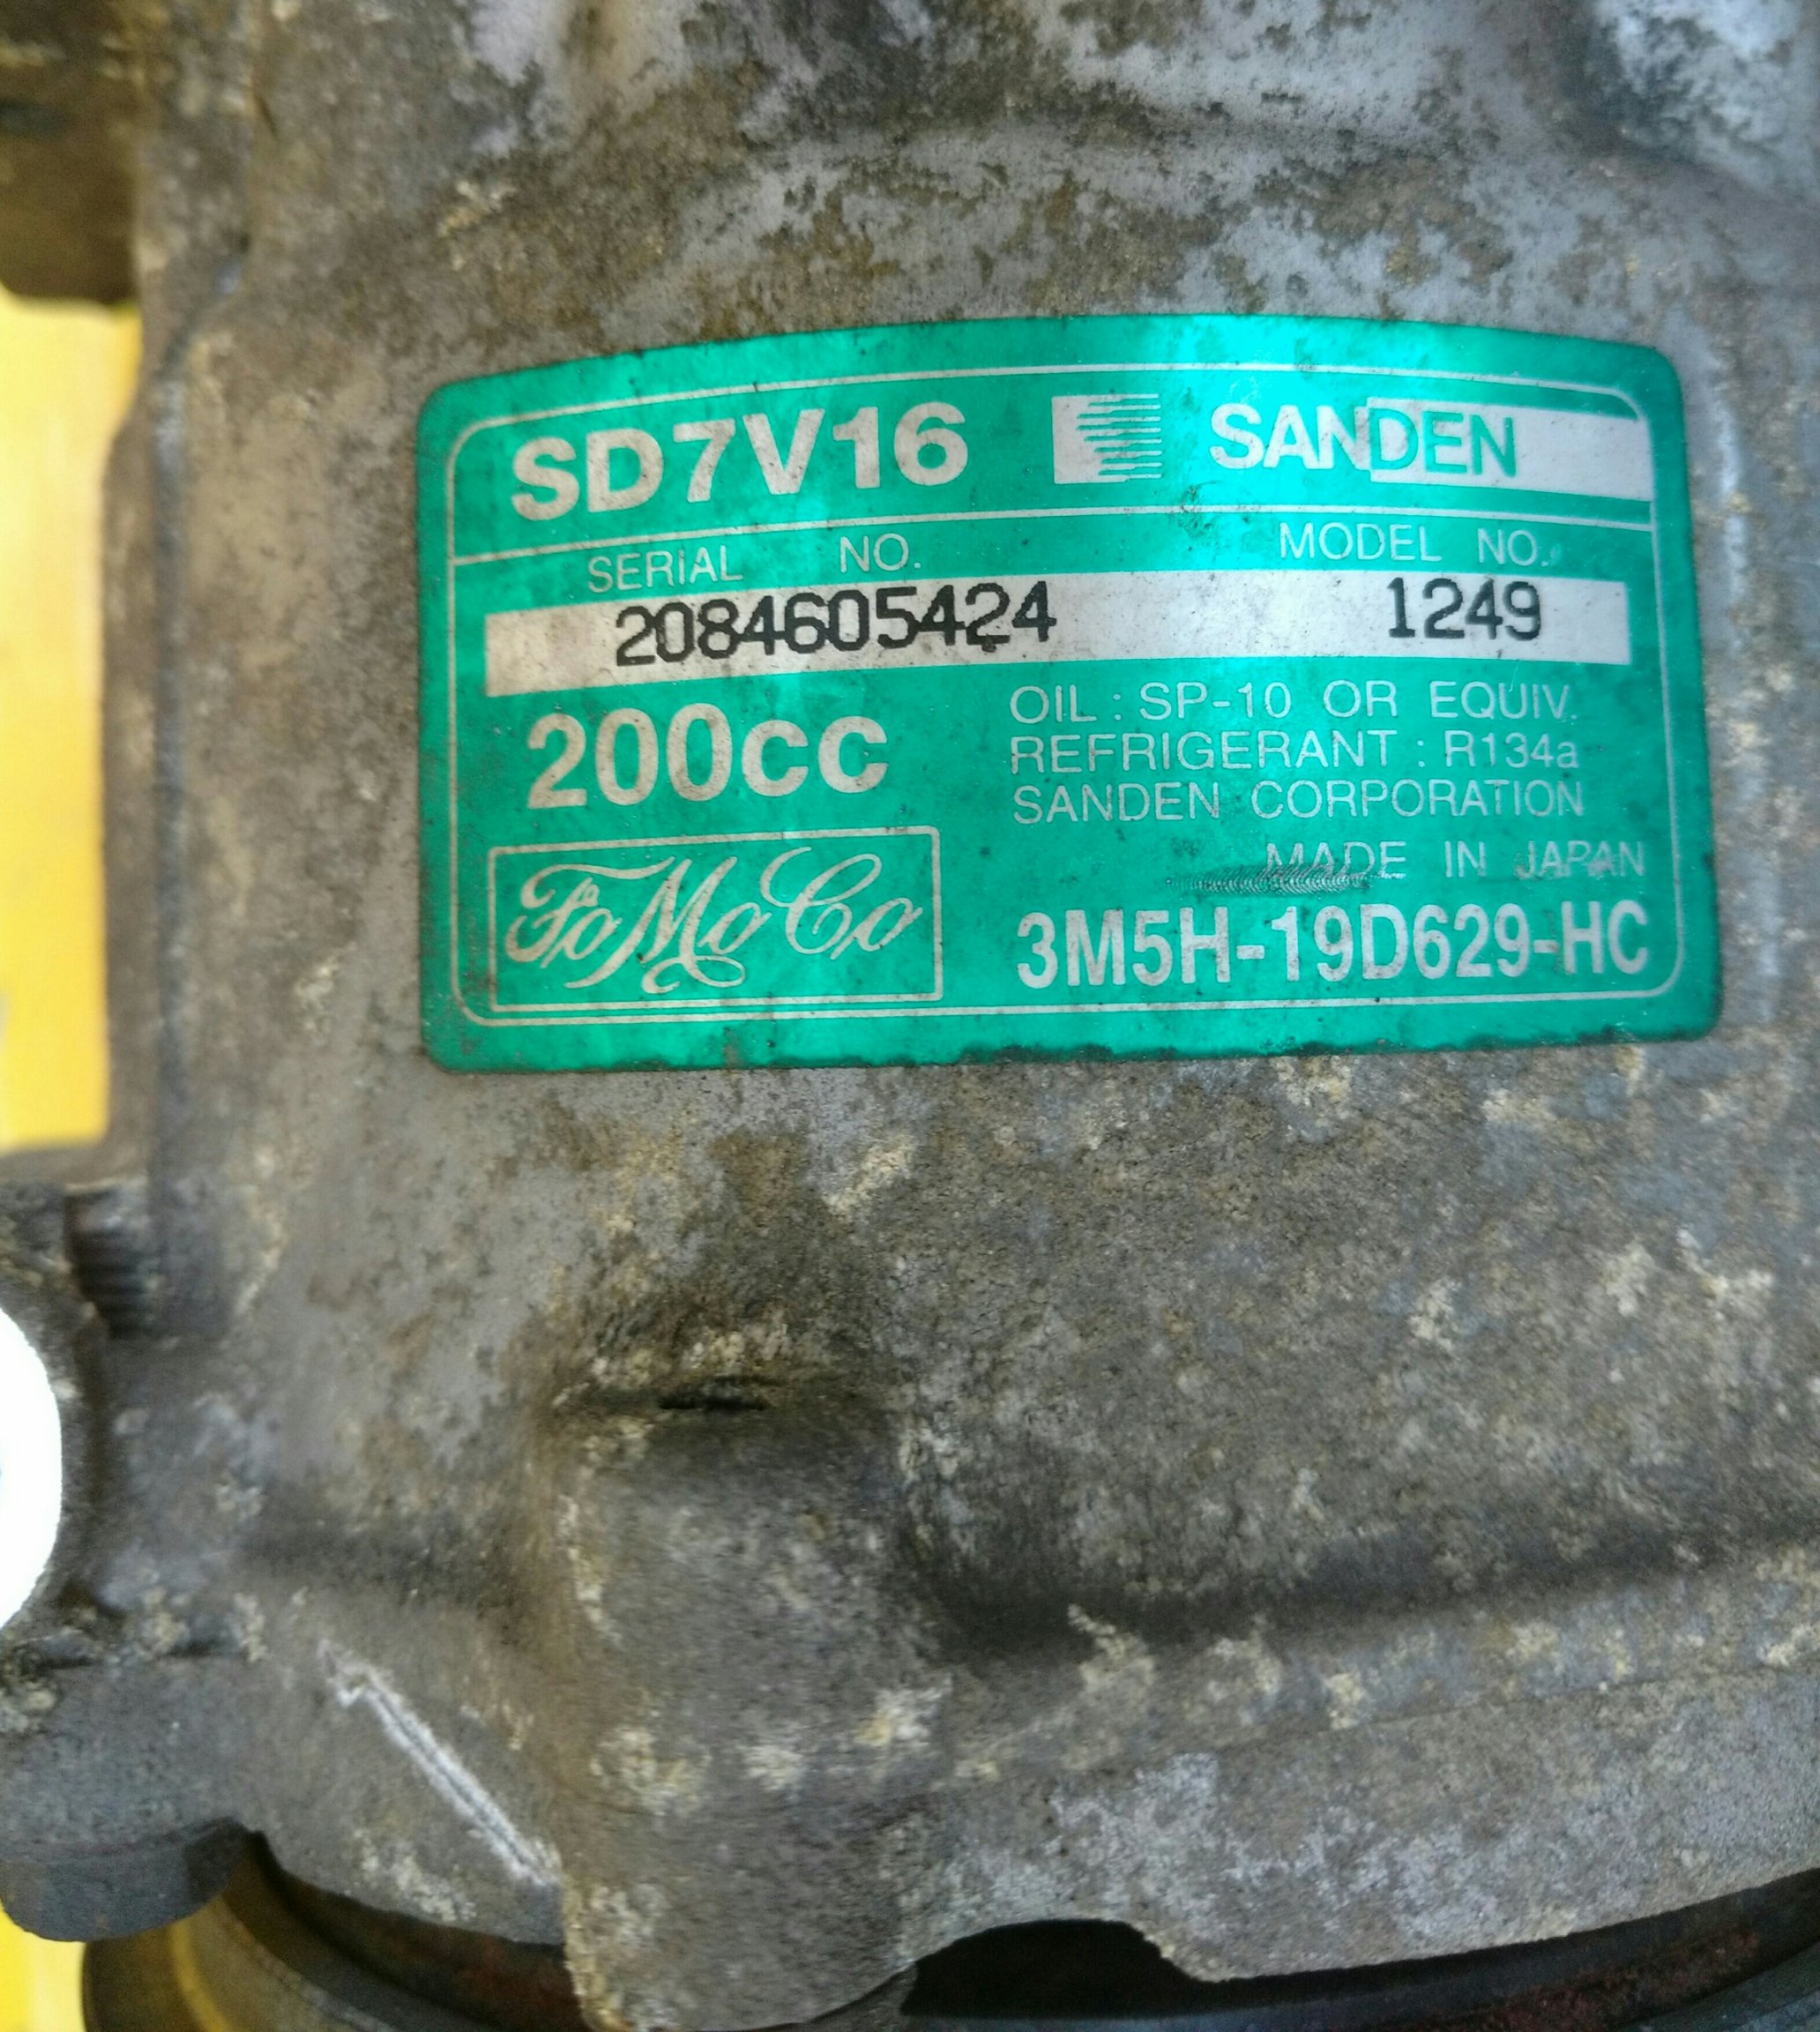 SD7V16 SANDEN
SERIAL NO. MODEL NO.
2084605424 1249
200cc
OIL : SP-10 OR EQUIV.
REFRIGERANT : R134a
SANDEN CORPORATION
MADE IN JAPAN
FoMoCo
3M5H-19D629-HC